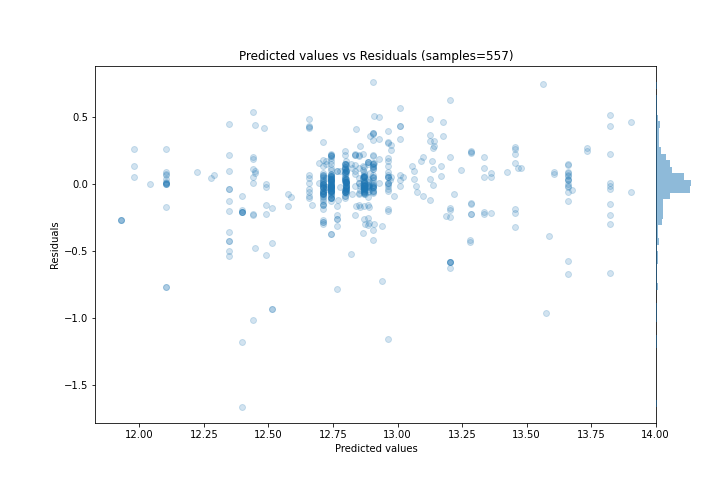 Predicted values vs Residuals (samples=557)
Residuals
0.5
0.0
−0.5
−1.0
−1.5
12.00 12.25 12.50 12.75 13.00 13.25 13.50 13.75 14.00
Predicted values